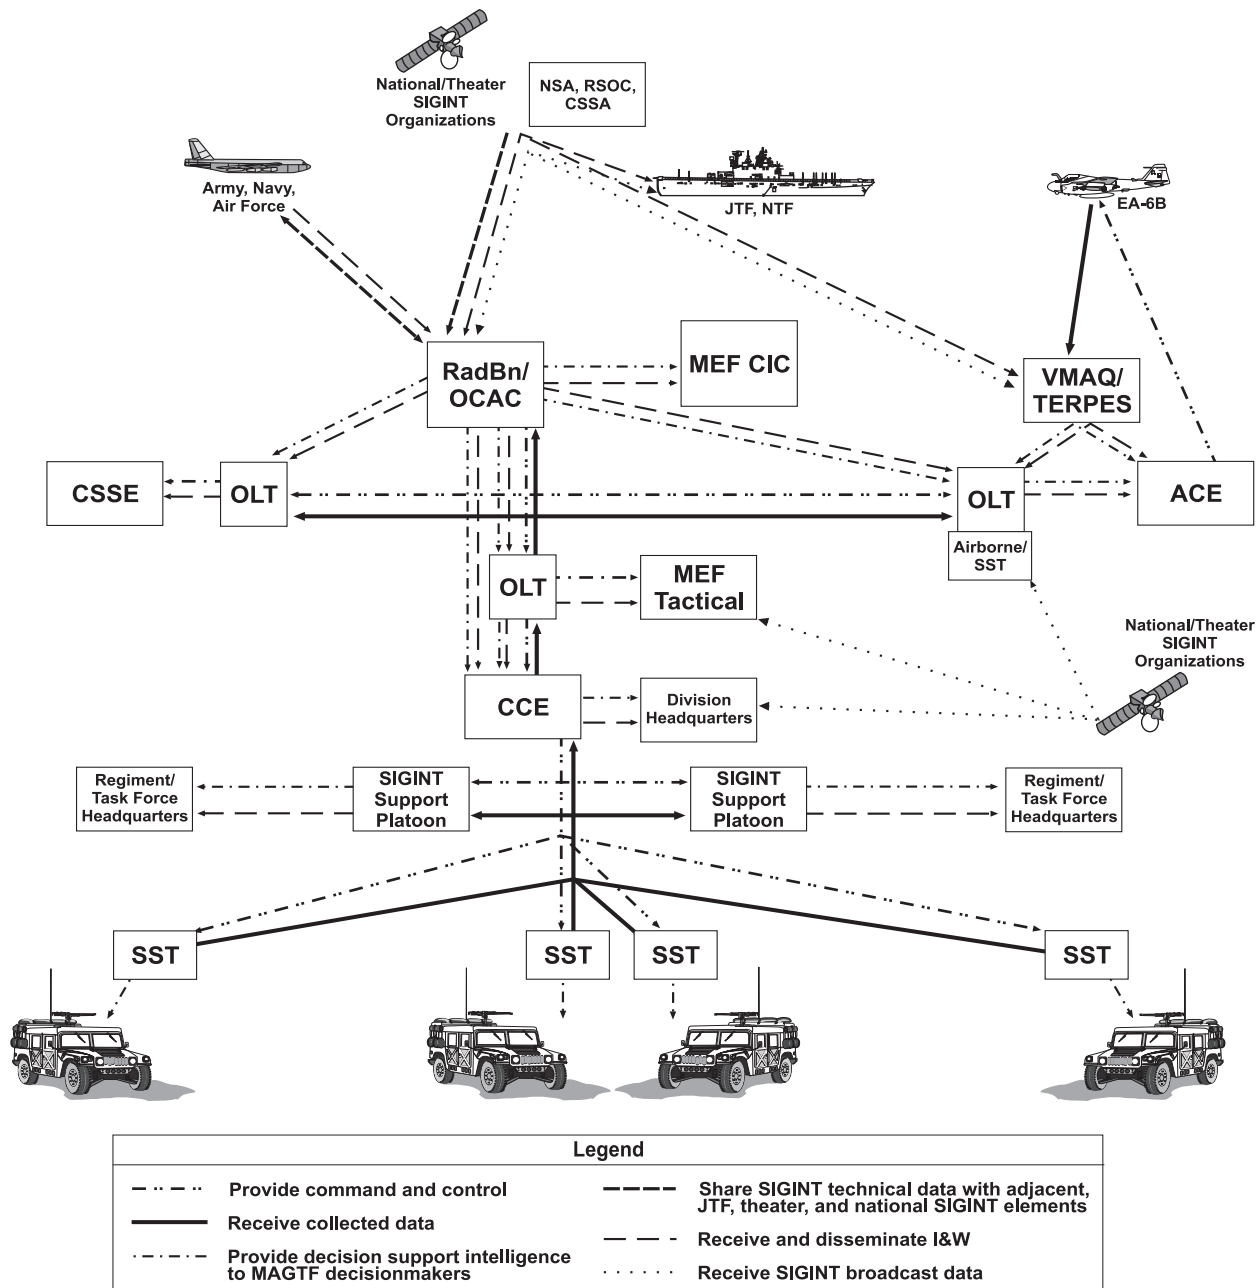 National/Theater
SIGINT
Organizations
NSA, RSOC,
CSSA
Army, Navy,
Air Force
JTF, NTF
EA-6B
RadBn/
OCAC
MEF CIC
VMAQ/
TERPES
CSSE
OLT
OLT
ACE
Airborne/
SST
OLT
MEF
Tactical
National/Theater
SIGINT
Organizations
CCE
Division
Headquarters
Regiment/
Task Force
Headquarters
SIGINT
Support
Platoon
SIGINT
Support
Platoon
Regiment/
Task Force
Headquarters
SST
SST
SST
SST
Legend
Provide command and control
Receive collected data
Provide decision support intelligence
to MAGTF decisionmakers
Share SIGINT technical data with adjacent,
JTF, theater, and national SIGINT elements
Receive and disseminate I&W
Receive SIGINT broadcast data